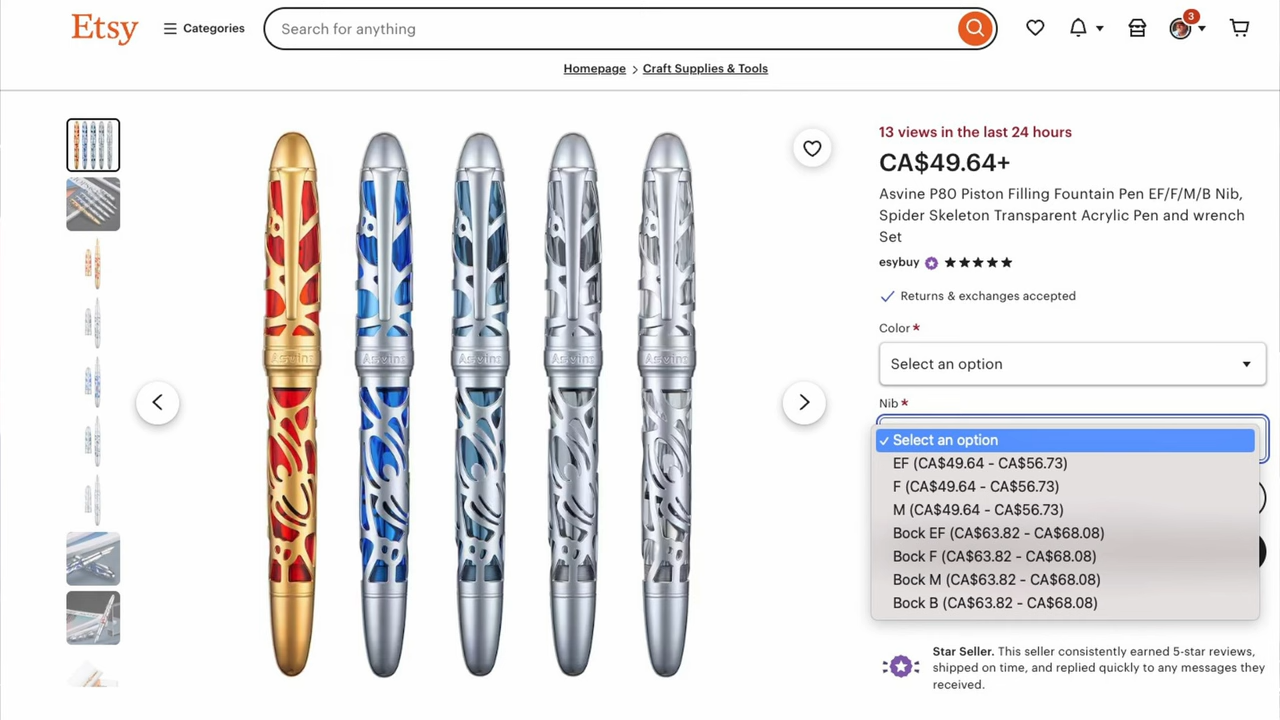 Etsy
Categories
Search for anything
3
Homepage > Craft Supplies & Tools
13 views in the last 24 hours
CA$49.64+
Asvine P80 Piston Filling Fountain Pen EF/F/M/B Nib,
Spider Skeleton Transparent Acrylic Pen and wrench
Set
esybuy
Returns & exchanges accepted
Color*
Select an option
Nib*
Select an option
EF (CA$49.64 - CA$56.73)
F (CA$49.64 - CA$56.73)
M (CA$49.64 - CA$56.73)
Bock EF (CA$63.82 - CA$68.08)
Bock F (CA$63.82 - CA$68.08)
Bock M (CA$63.82 - CA$68.08)
Bock B (CA$63.82 - CA$68.08)
Star Seller. This seller consistently earned 5-star reviews,
shipped on time, and replied quickly to any messages they
received.
Asvine Asvine Asvine Asvine Asvine